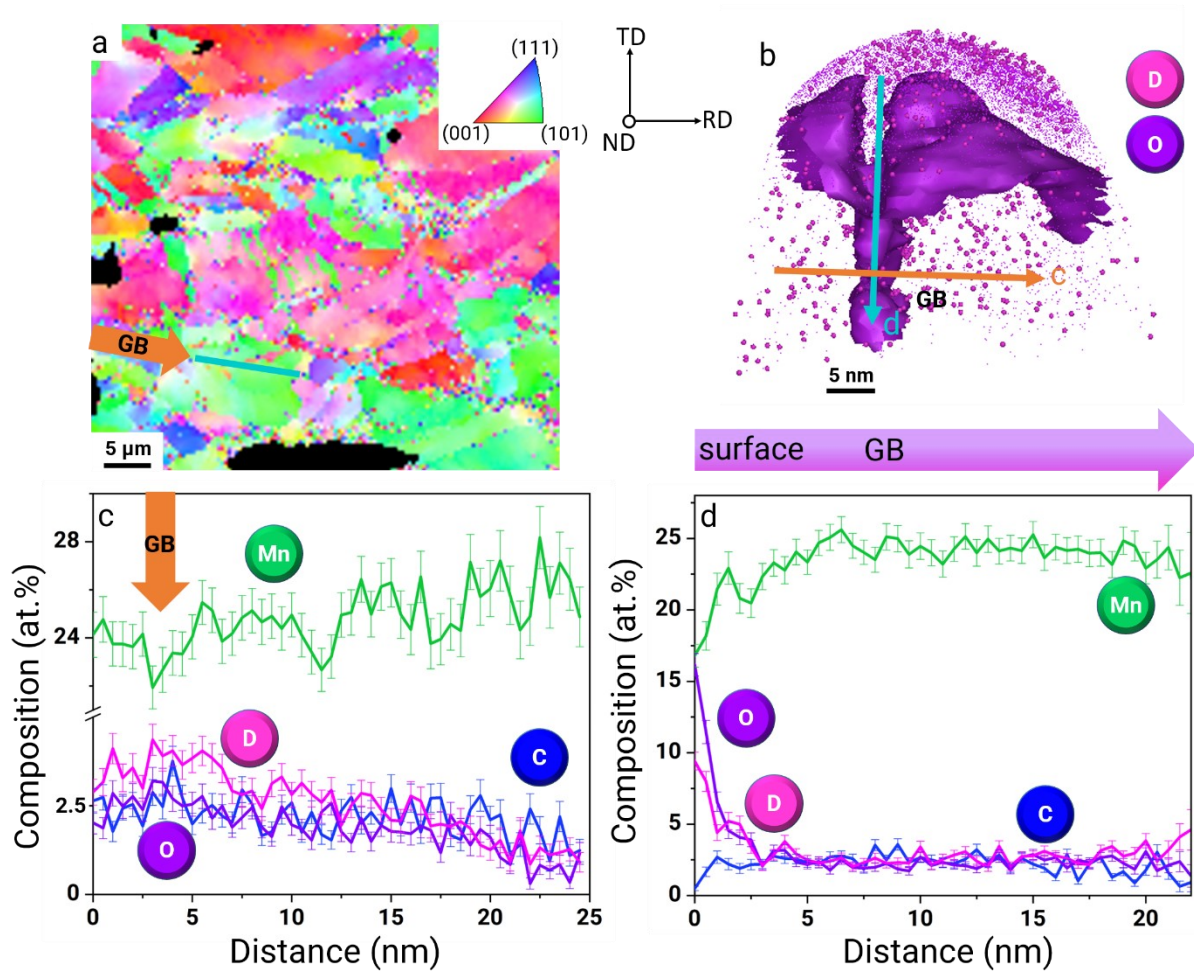 a
(111)
(001)
(101)
GB
5 µm
TD
RD
ND
b
D
O
c
GB
d
5 nm
surface GB
c
GB
Mn
D
C
O
28
24
2.5
0
0
5
10
15
20
25
Composition (at.%)
Distance (nm)
d
Mn
O
D
C
25
20
15
10
5
0
0
5
10
15
20
Composition (at.%)
Distance (nm)